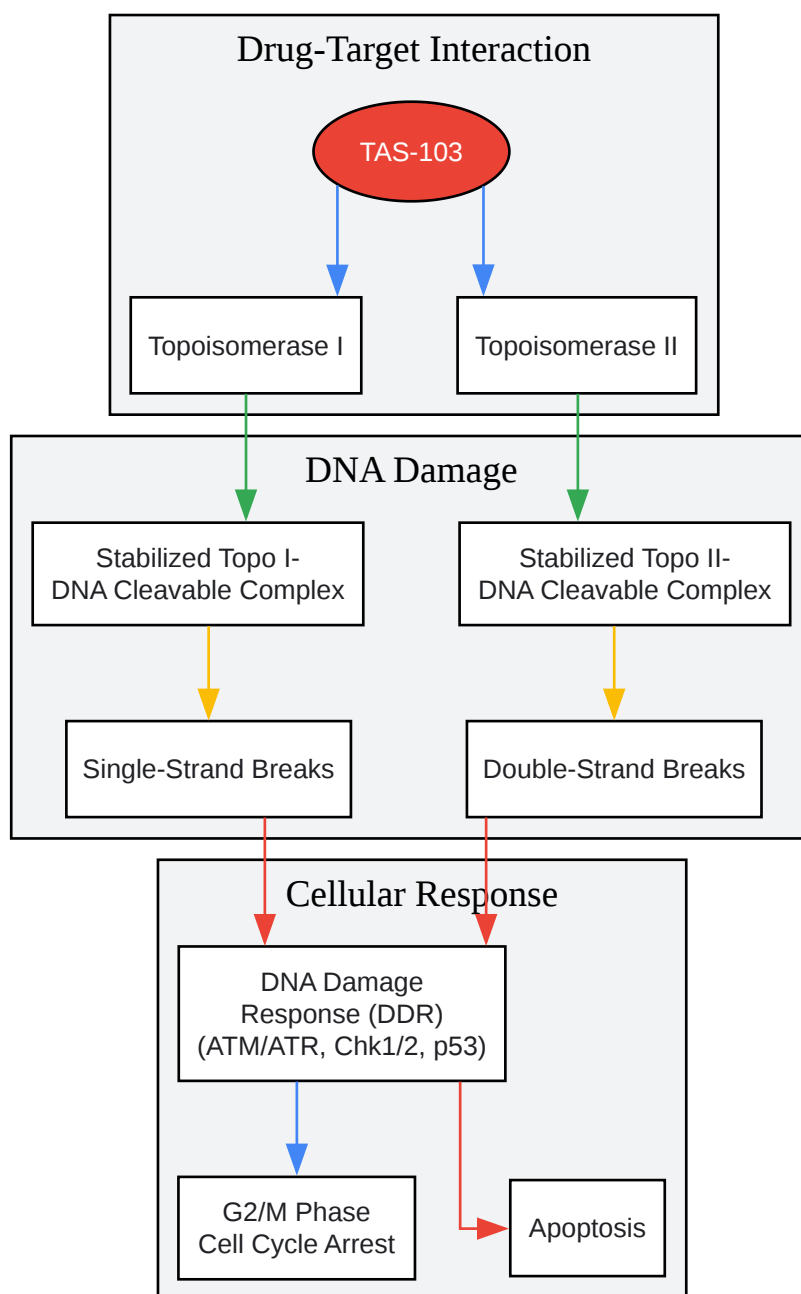 Drug-Target Interaction
TAS-103
Topoisomerase I
Topoisomerase II
DNA Damage
Stabilized Topo I-
DNA Cleavable Complex
Stabilized Topo II-
DNA Cleavable Complex
Single-Strand Breaks
Double-Strand Breaks
Cellular Response
DNA Damage
Response (DDR)
(ATM/ATR, Chk1/2, p53)
G2/M Phase
Cell Cycle Arrest
Apoptosis